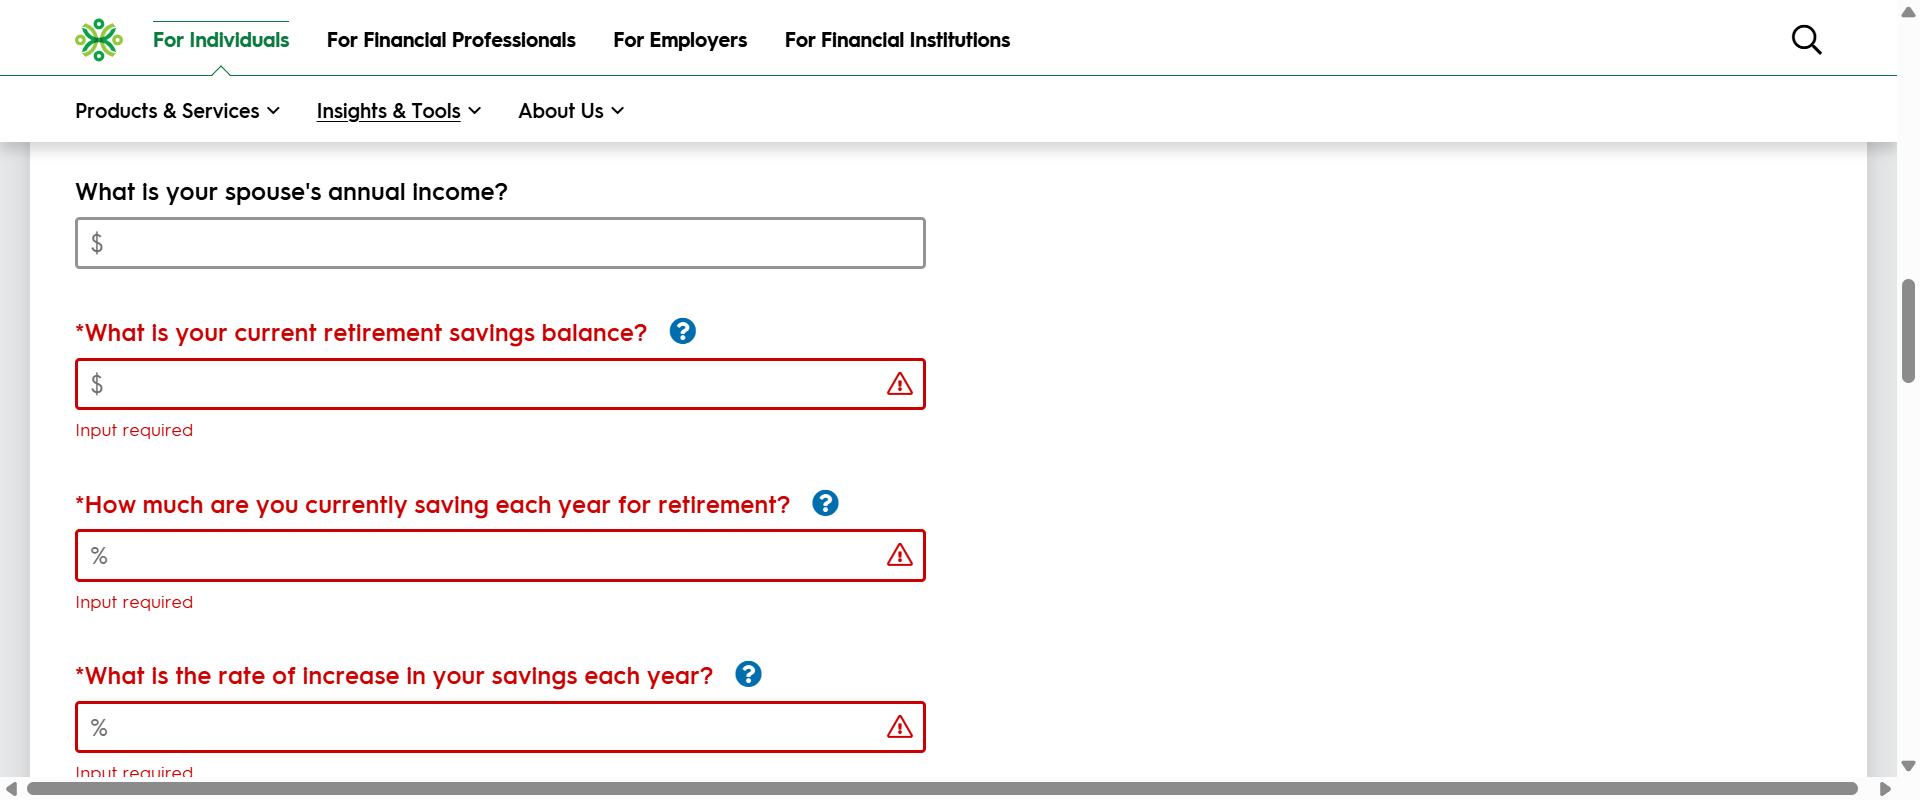 For Individuals
For Financial Professionals
For Employers
For Financial Institutions
Products & Services
Insights & Tools
About Us
What is your spouse's annual income?
$
*What is your current retirement savings balance?
?
$
Input required
*How much are you currently saving each year for retirement?
?
%
Input required
*What is the rate of increase in your savings each year?
?
%
Input required